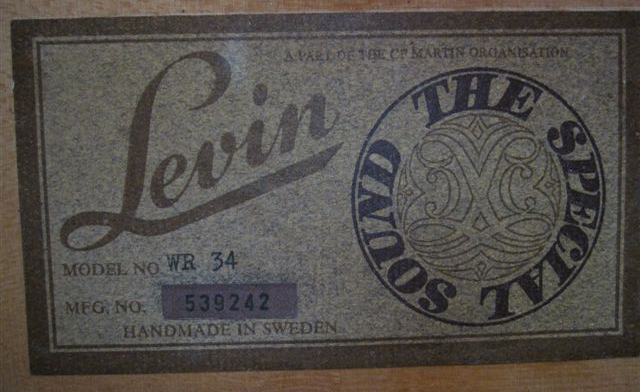 A PART OF THE CF MARTIN ORGANISATION
Levin
THE SPECIAL SOUND
MODEL NO WR 34
MFG. NO. 539242
HANDMADE IN SWEDEN